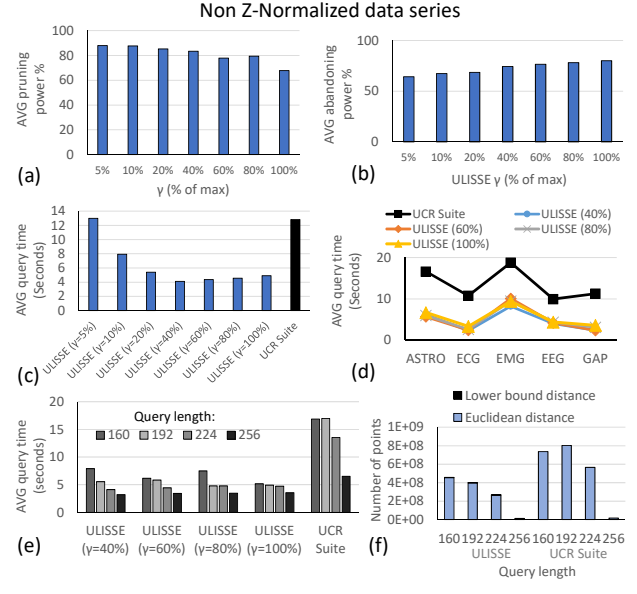 Non Z-Normalized data series
AVG pruning power %
100
80
60
40
20
0
5% 10% 20% 40% 60% 80% 100%
γ (% of max)
(a)
AVG abandoning power %
100
50
0
5% 10% 20% 40% 60% 80% 100%
ULISSE γ (% of max)
(b)
AVG query time (Seconds)
14
12
10
8
6
4
2
0
ULISSE (γ=5%)
ULISSE (γ=10%)
ULISSE (γ=20%)
ULISSE (γ=40%)
ULISSE (γ=60%)
ULISSE (γ=80%)
ULISSE (γ=100%)
UCR Suite
(c)
UCR Suite
ULISSE (40%)
ULISSE (60%)
ULISSE (80%)
ULISSE (100%)
AVG query time (Seconds)
20
10
0
ASTRO ECG EMG EEG GAP
(d)
AVG query time (seconds)
20
15
10
5
0
Query length:
160 192 224 256
ULISSE (γ=40%)
ULISSE (γ=60%)
ULISSE (γ=80%)
ULISSE (γ=100%)
UCR Suite
(e)
Lower bound distance
Euclidean distance
Number of points
1E+09
8E+08
6E+08
4E+08
2E+08
0E+00
160 192 224 256 160 192 224 256
ULISSE UCR Suite
Query length
(f)